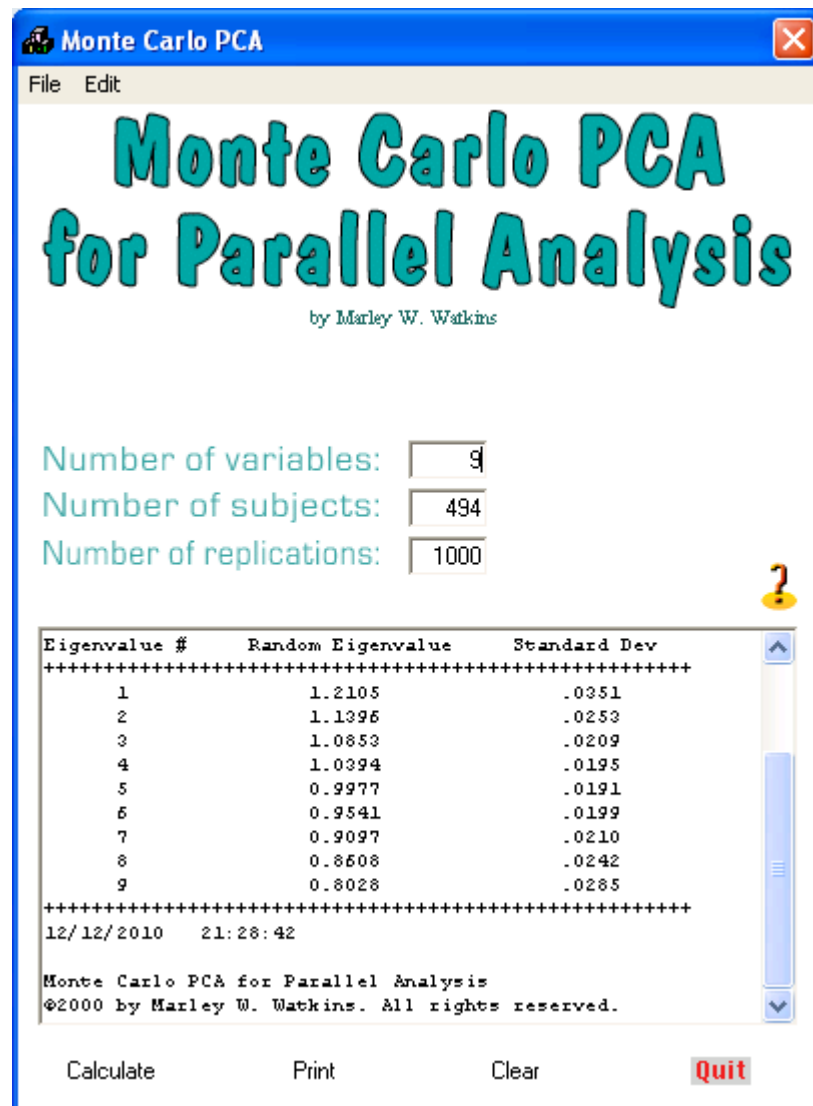 Monte Carlo PCA
File Edit
Monte Carlo PCA
for Parallel Analysis
by Marley W. Watkins
Number of variables: 9
Number of subjects: 494
Number of replications: 1000
?
Eigenvalue # Random Eigenvalue Standard Dev
++++++++++++++++++++++++++++++++++++++++++++++++++++++
1 1.2105 .0351
2 1.1396 .0253
3 1.0853 .0209
4 1.0394 .0195
5 0.9977 .0191
6 0.9541 .0199
7 0.9097 .0210
8 0.8608 .0242
9 0.8028 .0285
++++++++++++++++++++++++++++++++++++++++++++++++++++++
12/12/2010 21:28:42
Monte Carlo PCA for Parallel Analysis
©2000 by Marley W. Watkins. All rights reserved.
Calculate Print Clear Quit